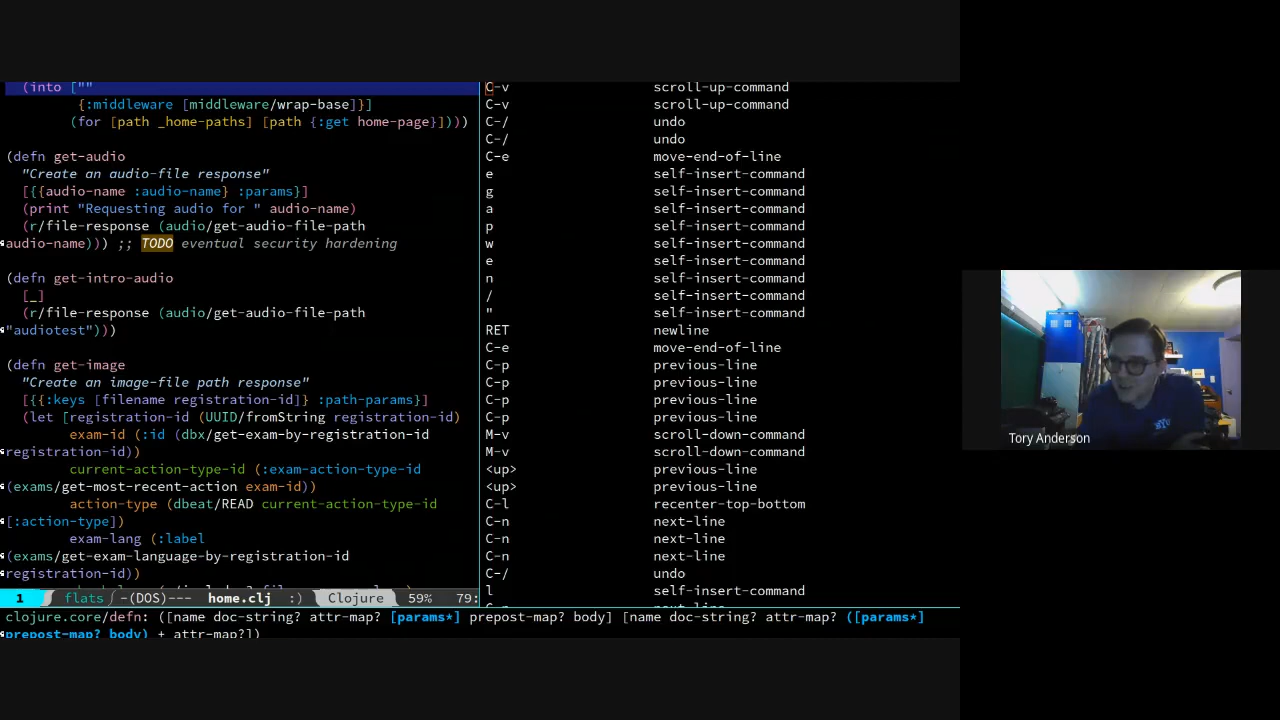 (into [""
{:middleware [middleware/wrap-base]}]
(for [path _home-paths] [path {:get home-page}])))
(defn get-audio
"Create an audio-file response"
[{{audio-name :audio-name} :params}]
(print "Requesting audio for " audio-name)
(r/file-response (audio/get-audio-file-path
audio-name))) ;; TODO eventual security hardening
(defn get-intro-audio
[_]
(r/file-response (audio/get-audio-file-path
"audiotest")))
(defn get-image
"Create an image-file path response"
[{{:keys [filename registration-id]} :path-params}]
(let [registration-id (UUID/fromString registration-id)
exam-id (:id (dbx/get-exam-by-registration-id
registration-id))
current-action-type-id (:exam-action-type-id
(exams/get-most-recent-action exam-id))
action-type (dbeat/READ current-action-type-id
[:action-type])
exam-lang (:label
(exams/get-exam-language-by-registration-id
registration-id))
1 flats -(DOS)--- home.clj :) Clojure 59% 79:
C-v scroll-up-command
C-v scroll-up-command
C-/ undo
C-/ undo
C-e move-end-of-line
e self-insert-command
g self-insert-command
a self-insert-command
p self-insert-command
w self-insert-command
e self-insert-command
n self-insert-command
/ self-insert-command
" self-insert-command
RET newline
C-e move-end-of-line
C-p previous-line
C-p previous-line
C-p previous-line
C-p previous-line
M-v scroll-down-command
M-v scroll-down-command
<up> previous-line
<up> previous-line
C-l recenter-top-bottom
C-n next-line
C-n next-line
C-n next-line
C-/ undo
l self-insert-command
clojure.core/defn: ([name doc-string? attr-map? [params*] prepost-map? body] [name doc-string? attr-map? ([params*]
prepost-map? body) + attr-map?])
Tory Anderson
BYU